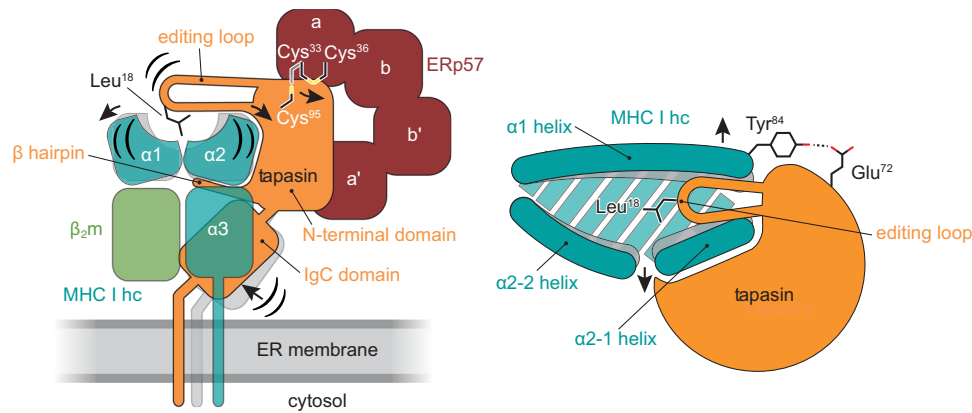 editing loop
a
Cys33
Cys36
b
ERp57
Leu18
Cys95
α1
α2
b'
β hairpin
tapasin
a'
N-terminal domain
β2m
α3
IgC domain
MHC I hc
ER membrane
cytosol
MHC I hc
Tyr84
α1 helix
Glu72
Leu18
editing loop
α2-2 helix
tapasin
α2-1 helix